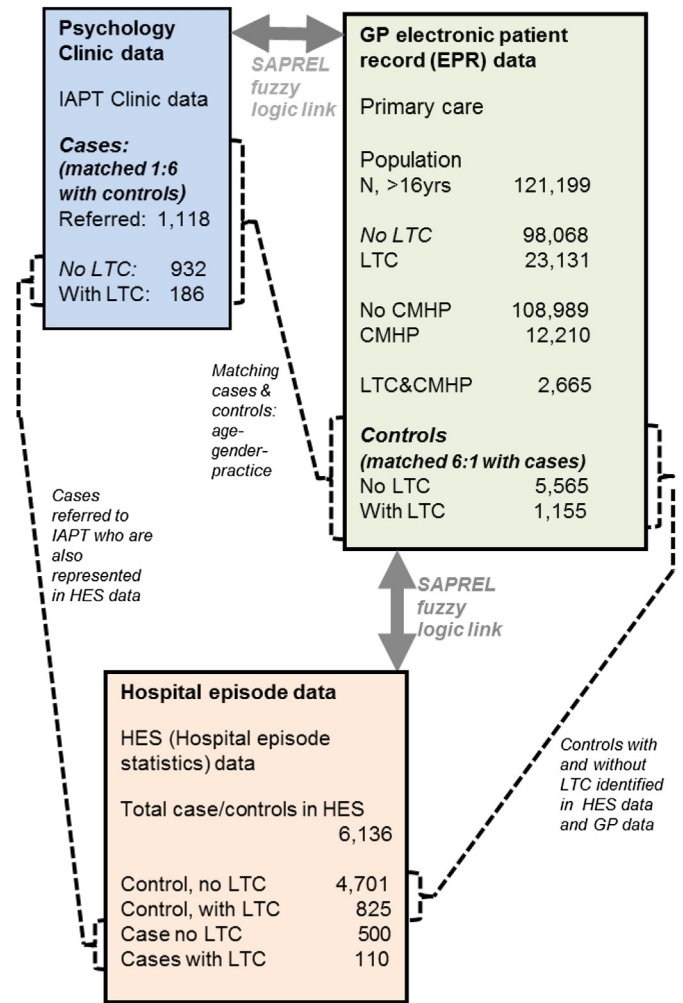 Psychology
Clinic data
IAPT Clinic data
Cases:
(matched 1:6
with controls)
Referred: 1,118
No LTC: 932
With LTC: 186
SAPREL
fuzzy
logic link
GP electronic patient
record (EPR) data
Primary care
Population
N, >16yrs 121,199
No LTC 98,068
LTC 23,131
No CMHP 108,989
CMHP 12,210
LTC&CMHP 2,665
Controls
(matched 6:1 with cases)
No LTC 5,565
With LTC 1,155
Matching
cases &
controls:
age-
gender-
practice
Cases
referred to
IAPT who are
also
represented
in HES data
SAPREL
fuzzy
logic link
Hospital episode data
HES (Hospital episode
statistics) data
Total case/controls in HES
6,136
Control, no LTC 4,701
Control, with LTC 825
Case no LTC 500
Cases with LTC 110
Controls with
and without
LTC identified
in HES data
and GP data